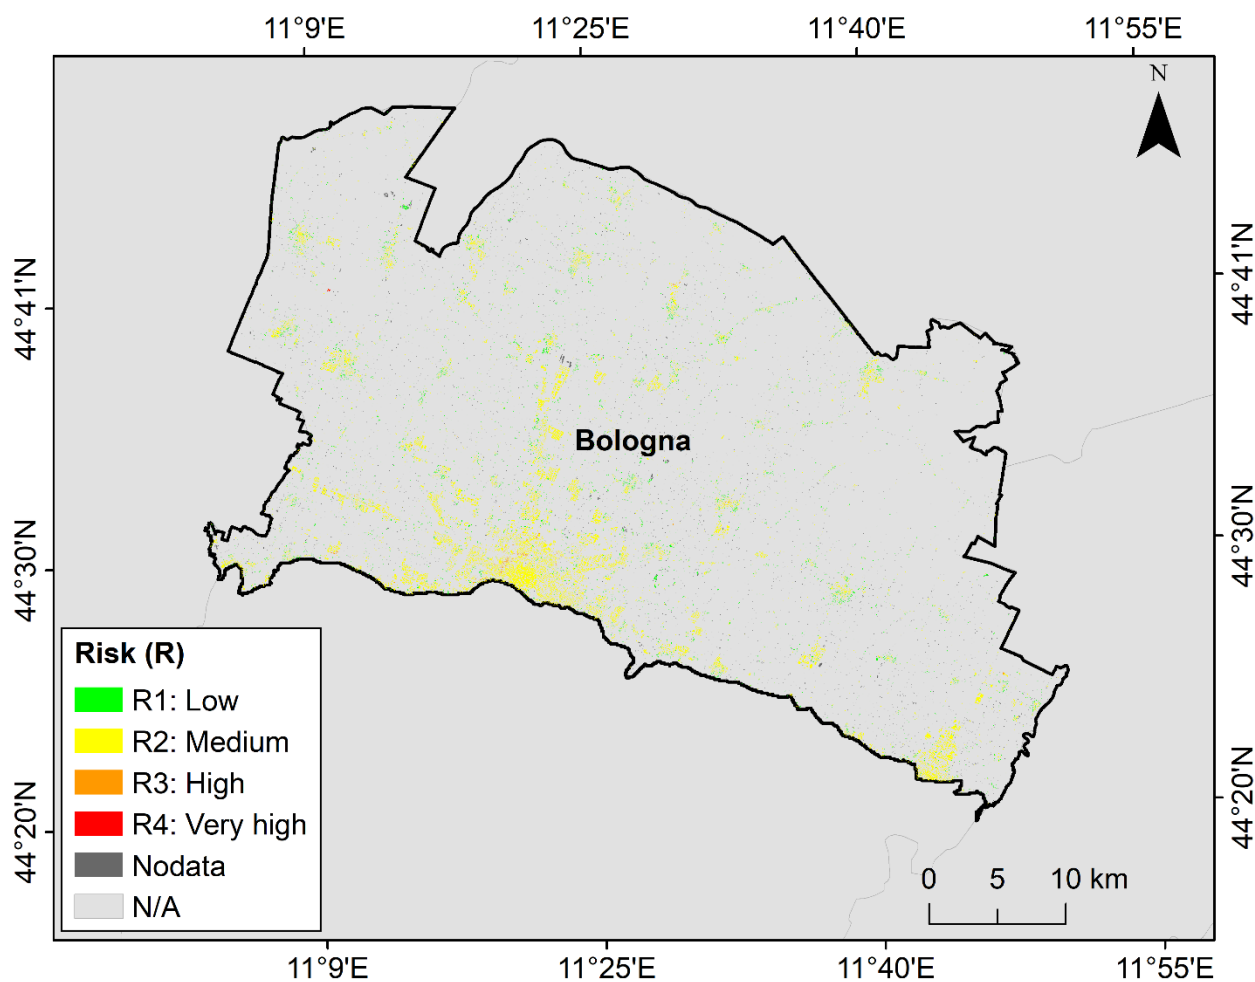 11°9'E 11°25'E 11°40'E 11°55'E
N
44°41'N
44°41'N
Bologna
44°30'N
44°30'N
Risk (R)
R1: Low
R2: Medium
R3: High
R4: Very high
Nodata
N/A
44°20'N
44°20'N
0 5 10 km
11°9'E 11°25'E 11°40'E 11°55'E